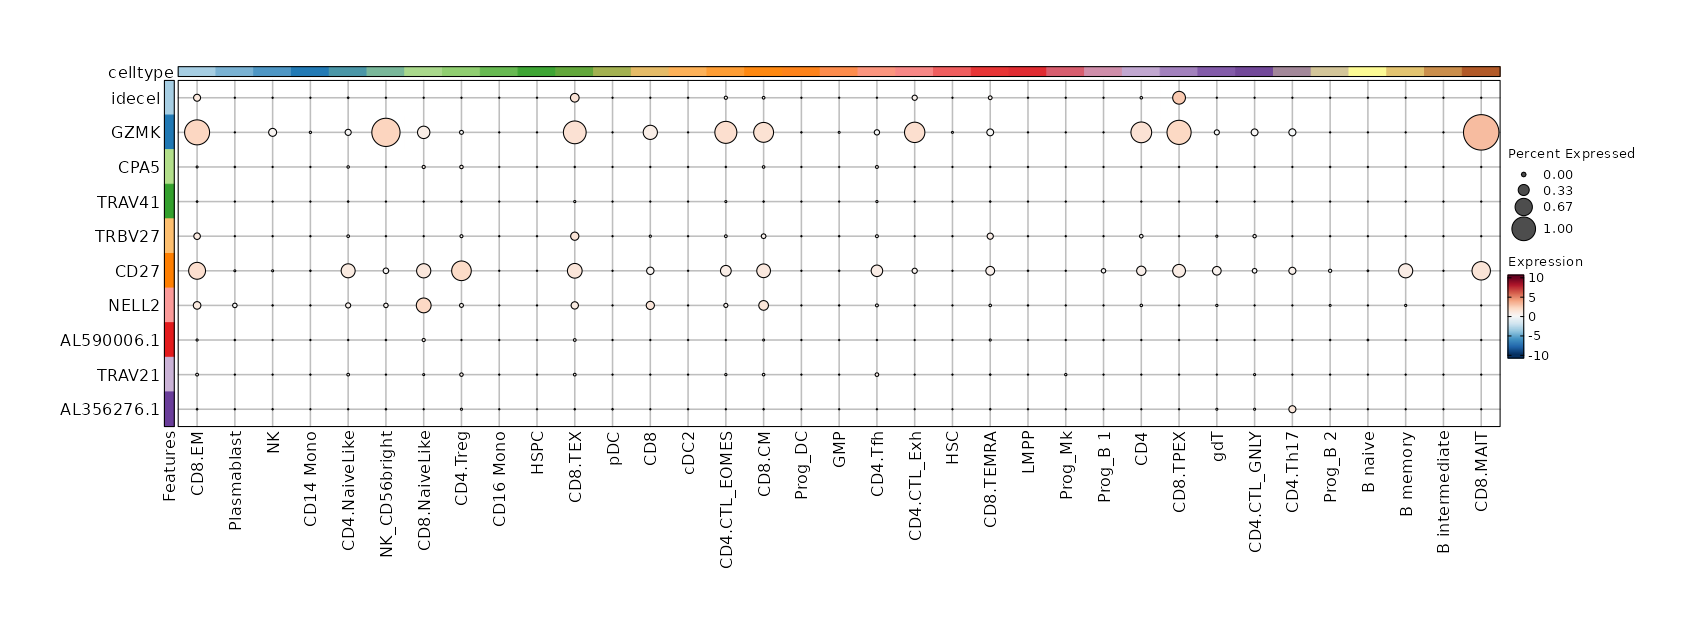 celltype
idecel
GZMK
CPA5
TRAV41
TRBV27
CD27
NELL2
AL590006.1
TRAV21
AL356276.1
Features
CD8.EM
Plasmablast
NK
CD14 Mono
CD4.NaiveLike
NK_CD56bright
CD8.NaiveLike
CD4.Treg
CD16 Mono
HSPC
CD8.TEX
pDC
CD8
cDC2
CD4.CTL_EOMES
CD8.CM
Prog_DC
GMP
CD4.Tfh
CD4.CTL_Exh
HSC
CD8.TEMRA
LMPP
Prog_Mk
Prog_B 1
CD4
CD8.TPEX
gdT
CD4.CTL_GNLY
CD4.Th17
Prog_B 2
B naive
B memory
B intermediate
CD8.MAIT
Percent Expressed
0.00
0.33
0.67
1.00
Expression
10
5
0
-5
-10